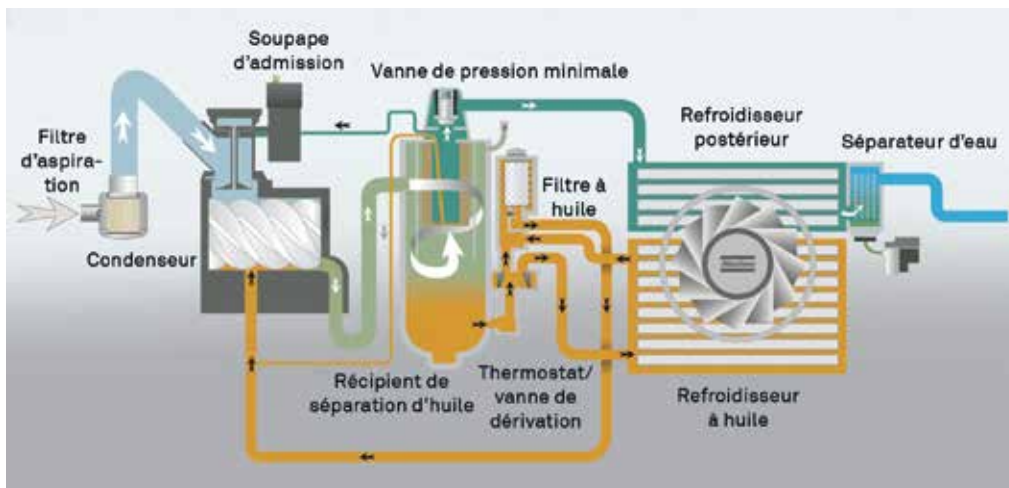 Soupape
d'admission
Vanne de pression minimale
Filtre
d'aspira-
tion
Refroidisseur
postérieur
Séparateur d'eau
Filtre à
huile
Condenseur
Récipient de
séparation d'huile
Thermostat/
vanne de
dérivation
Refroidisseur
à huile